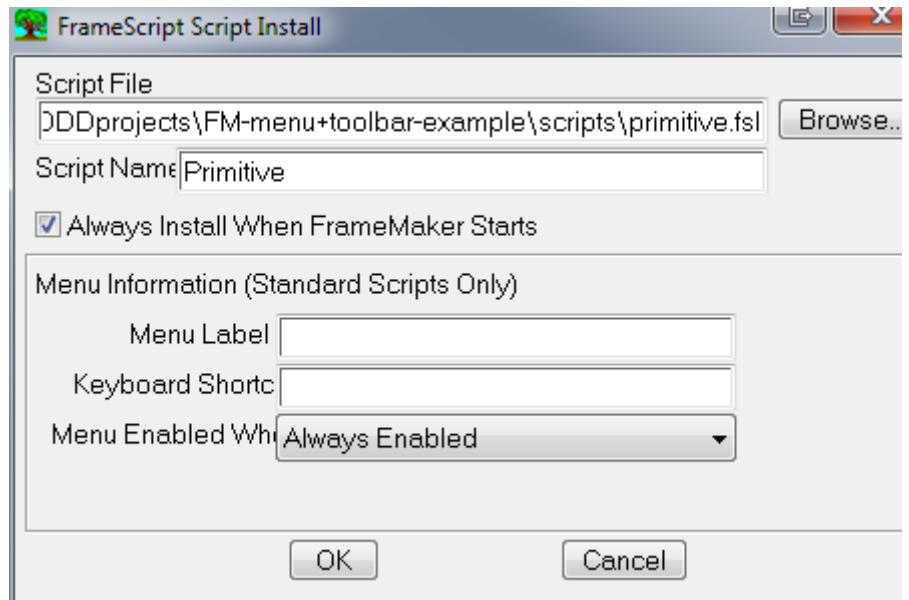 FrameScript Script Install
Script File
DDDprojects\FM-menu+toolbar-example\scripts\primitive.fsl
Browse..
Script Name
Primitive
Always Install When FrameMaker Starts
Menu Information (Standard Scripts Only)
Menu Label
Keyboard Shortc
Menu Enabled Whe
Always Enabled
OK
Cancel